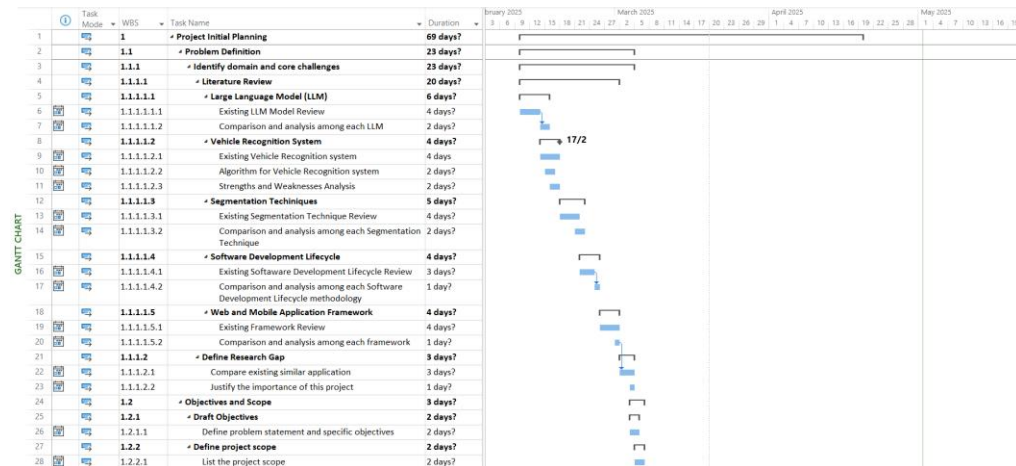 GANTT CHART
Task Mode WBS Task Name Duration
February 2025 March 2025 April 2025 May 2025
3 6 9 12 15 18 21 24 27 2 5 8 11 14 17 20 23 26 29 1 4 7 10 13 16 19 22 25 28 1 4 7 10 13 16 19
1 1 Project Initial Planning 69 days?
2 1.1 Problem Definition 23 days?
3 1.1.1 Identify domain and core challenges 23 days?
4 1.1.1.1 Literature Review 20 days?
5 1.1.1.1.1 Large Language Model (LLM) 6 days?
6 1.1.1.1.1.1 Existing LLM Model Review 4 days?
7 1.1.1.1.1.2 Comparison and analysis among each LLM 2 days?
8 1.1.1.1.2 Vehicle Recognition System 4 days? 17/2
9 1.1.1.1.2.1 Existing Vehicle Recognition system 4 days
10 1.1.1.1.2.2 Algorithm for Vehicle Recognition system 2 days?
11 1.1.1.1.2.3 Strengths and Weaknesses Analysis 2 days?
12 1.1.1.1.3 Segmentation Techiniques 5 days?
13 1.1.1.1.3.1 Existing Segmentation Technique Review 4 days?
14 1.1.1.1.3.2 Comparison and analysis among each Segmentation 2 days?
Technique
15 1.1.1.1.4 Software Development Lifecycle 4 days?
16 1.1.1.1.4.1 Existing Softaware Development Lifecycle Review 3 days?
17 1.1.1.1.4.2 Comparison and analysis among each Software 1 day?
Development Lifecycle methodology
18 1.1.1.1.5 Web and Mobile Application Framework 4 days?
19 1.1.1.1.5.1 Existing Framework Review 4 days?
20 1.1.1.1.5.2 Comparison and analysis among each framework 1 day?
21 1.1.1.2 Define Research Gap 3 days?
22 1.1.1.2.1 Compare existing similar application 3 days?
23 1.1.1.2.2 Justify the importance of this project 1 day?
24 1.2 Objectives and Scope 3 days?
25 1.2.1 Draft Objectives 2 days?
26 1.2.1.1 Define problem statement and specific objectives 2 days?
27 1.2.2 Define project scope 2 days?
28 1.2.2.1 List the project scope 2 days?